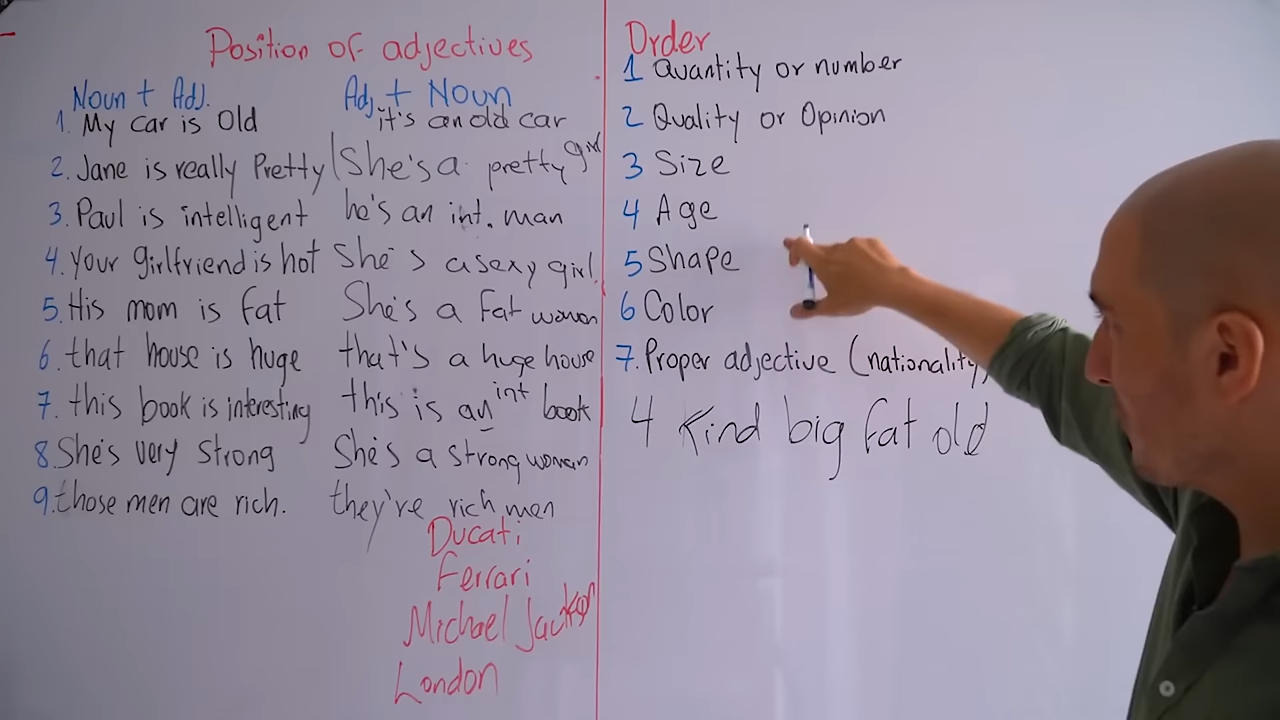 Position of adjectives
Noun + Adj.
1. My car is old
2. Jane is really Pretty
3. Paul is intelligent
4. Your girlfriend is hot
5. His mom is fat
6. that house is huge
7. this book is interesting
8. She's very strong
9. those men are rich.
Adj + Noun
it's an old car
She's a pretty girl
he's an int. man
She's a sexy girl.
She's a fat woman
that's a huge house
this is an int book
She's a strong woman
they're rich men
Ducati
Ferrari
Michael Jackson
London
Order
1 Quantity or number
2 Quality or Opinion
3 Size
4 Age
5 Shape
6 Color
7. Proper adjective (nationality)
4 kind big fat old